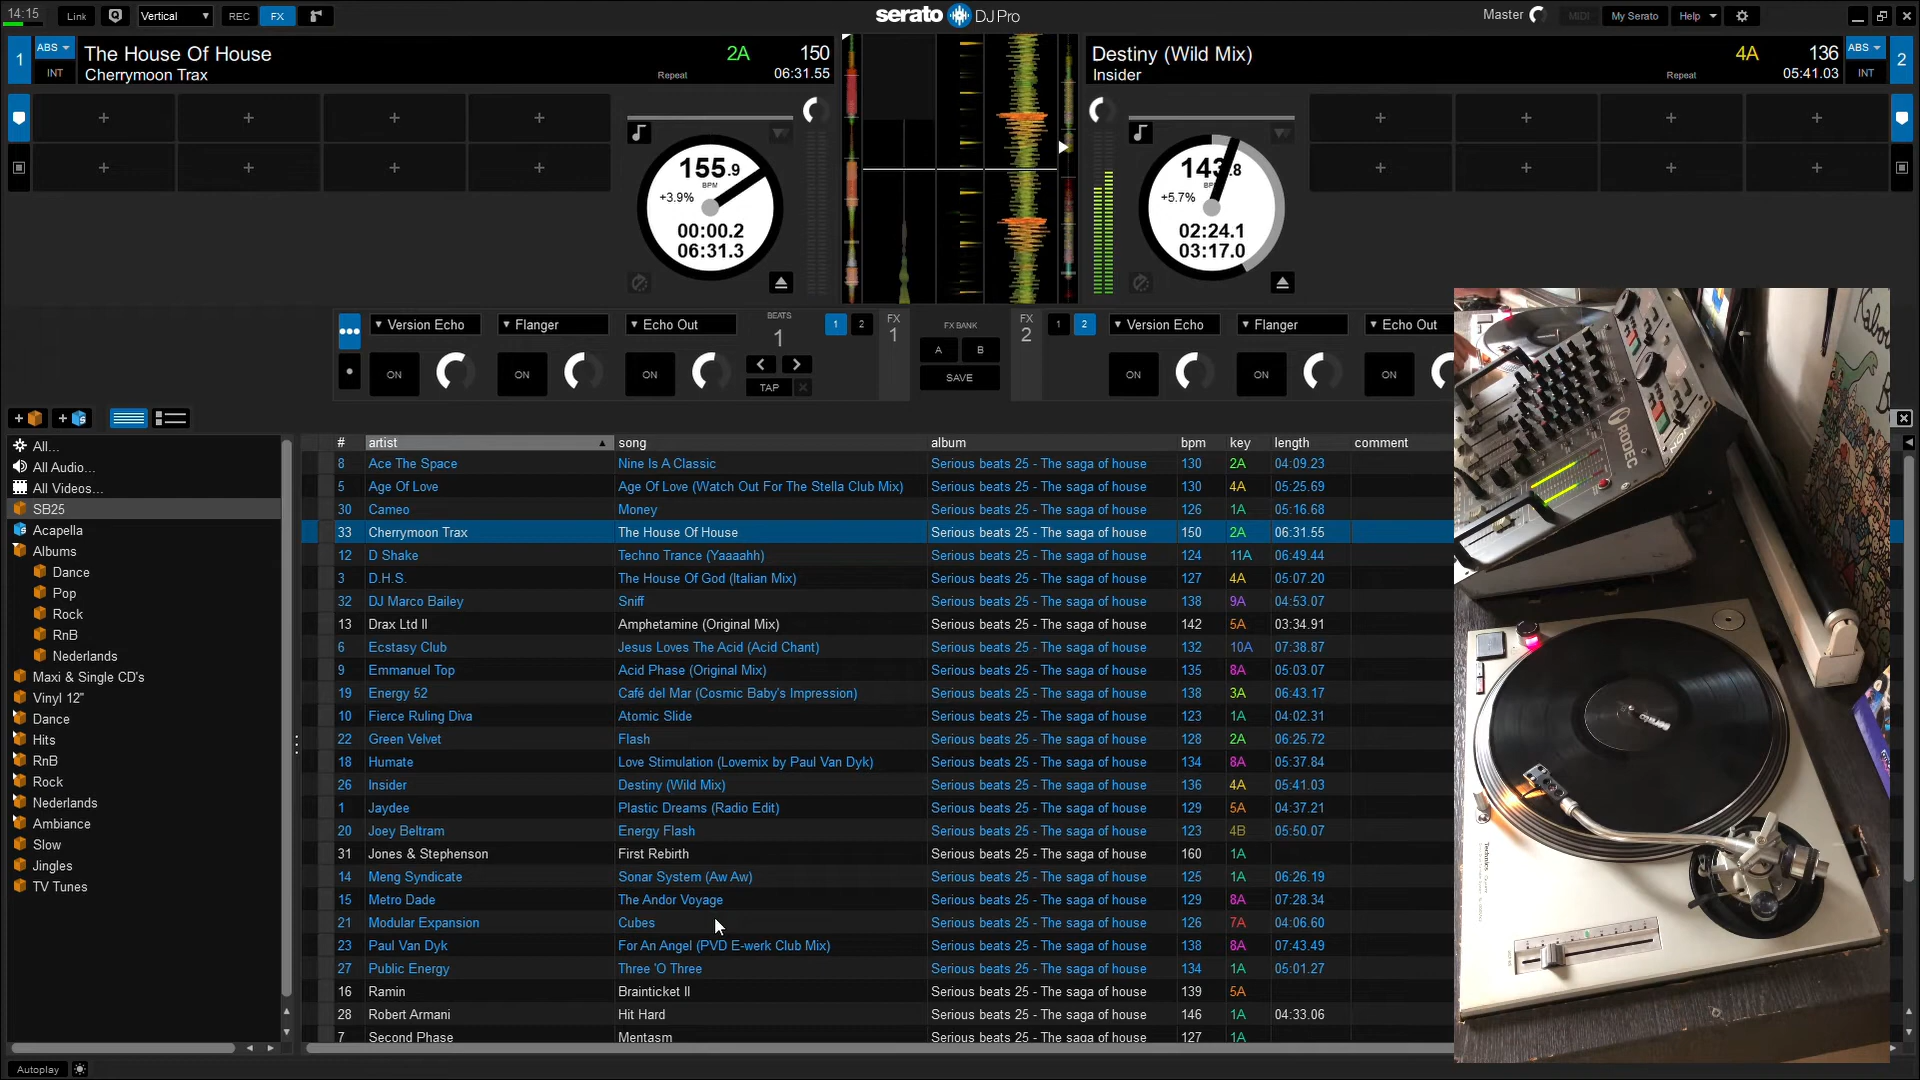 14:15 Link Vertical REC FX serato DJ Pro Master MIDI My Serato Help
1 ABS INT The House Of House 2A 150
Cherrymoon Trax Repeat 06:31.55
Destiny (Wild Mix) 4A 136 ABS INT 2
Insider Repeat 05:41.03
155.9 BPM +3.9% 00:00.2 06:31.3
143.8 +5.7% 02:24.1 03:17.0
Version Echo Flanger Echo Out BEATS 1 1 2 FX 1 FX BANK FX 2 1 2 Version Echo Flanger Echo Out
ON ON ON TAP A B SAVE ON ON ON
All...
All Audio...
All Videos...
SB25
Acapella
Albums
Dance
Pop
Rock
RnB
Nederlands
Maxi & Single CD's
Vinyl 12"
Dance
Hits
RnB
Rock
Nederlands
Ambiance
Slow
Jingles
TV Tunes
# artist song album bpm key length comment
8 Ace The Space Nine Is A Classic Serious beats 25 - The saga of house 130 2A 04:09.23
5 Age Of Love Age Of Love (Watch Out For The Stella Club Mix) Serious beats 25 - The saga of house 130 4A 05:25.69
30 Cameo Money Serious beats 25 - The saga of house 126 1A 05:16.68
33 Cherrymoon Trax The House Of House Serious beats 25 - The saga of house 150 2A 06:31.55
12 D Shake Techno Trance (Yaaaahh) Serious beats 25 - The saga of house 124 11A 06:49.44
3 D.H.S. The House Of God (Italian Mix) Serious beats 25 - The saga of house 127 4A 05:07.20
32 DJ Marco Bailey Sniff Serious beats 25 - The saga of house 138 9A 04:53.07
13 Drax Ltd II Amphetamine (Original Mix) Serious beats 25 - The saga of house 142 5A 03:34.91
6 Ecstasy Club Jesus Loves The Acid (Acid Chant) Serious beats 25 - The saga of house 132 10A 07:38.87
9 Emmanuel Top Acid Phase (Original Mix) Serious beats 25 - The saga of house 135 8A 05:03.07
19 Energy 52 Café del Mar (Cosmic Baby's Impression) Serious beats 25 - The saga of house 138 3A 06:43.17
10 Fierce Ruling Diva Atomic Slide Serious beats 25 - The saga of house 123 1A 04:02.31
22 Green Velvet Flash Serious beats 25 - The saga of house 128 2A 06:25.72
18 Humate Love Stimulation (Lovemix by Paul Van Dyk) Serious beats 25 - The saga of house 134 8A 05:37.84
26 Insider Destiny (Wild Mix) Serious beats 25 - The saga of house 136 4A 05:41.03
1 Jaydee Plastic Dreams (Radio Edit) Serious beats 25 - The saga of house 129 5A 04:37.21
20 Joey Beltram Energy Flash Serious beats 25 - The saga of house 123 4B 05:50.07
31 Jones & Stephenson First Rebirth Serious beats 25 - The saga of house 160 1A
14 Meng Syndicate Sonar System (Aw Aw) Serious beats 25 - The saga of house 125 1A 06:26.19
15 Metro Dade The Andor Voyage Serious beats 25 - The saga of house 129 8A 07:28.34
21 Modular Expansion Cubes Serious beats 25 - The saga of house 126 7A 04:06.60
23 Paul Van Dyk For An Angel (PVD E-werk Club Mix) Serious beats 25 - The saga of house 138 8A 07:43.49
27 Public Energy Three 'O Three Serious beats 25 - The saga of house 134 1A 05:01.27
16 Ramin Brainticket II Serious beats 25 - The saga of house 139 5A
28 Robert Armani Hit Hard Serious beats 25 - The saga of house 146 1A 04:33.06
7 Second Phase Mentasm Serious beats 25 - The saga of house 127 1A
Autoplay
RODEC
Technics